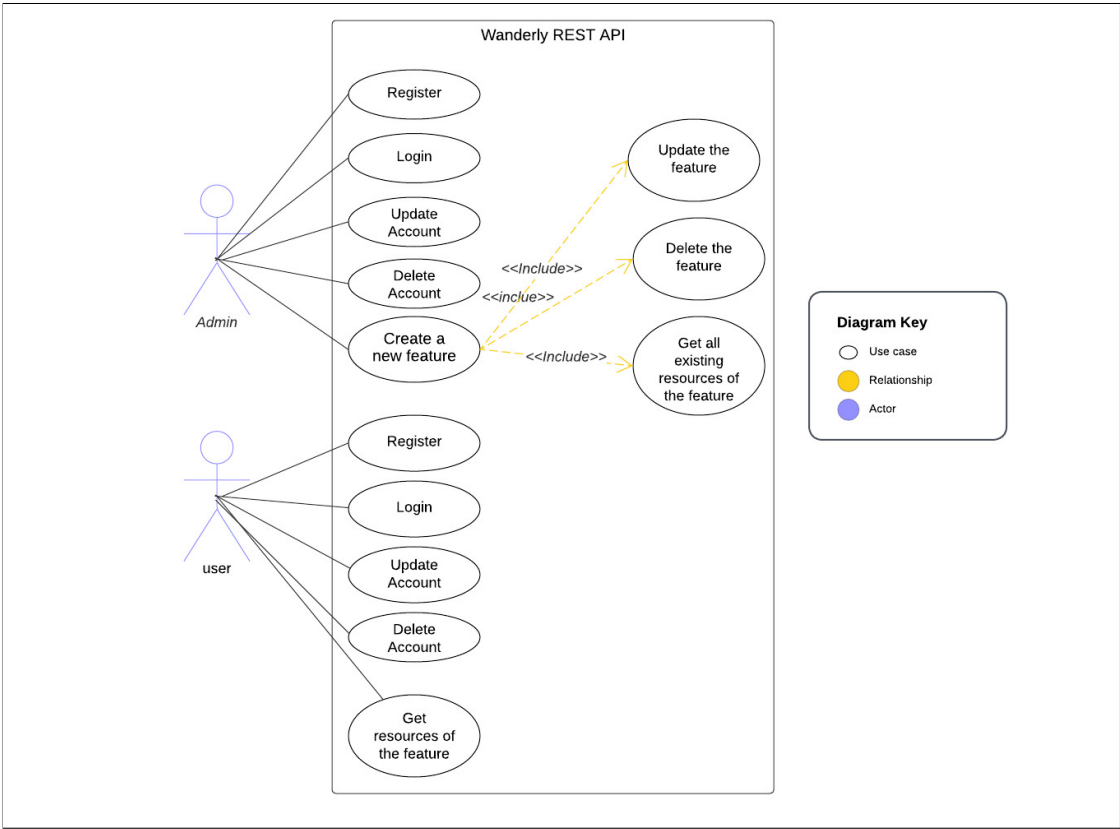 Wanderly REST API
Register
Login
Update
Account
Delete
Account
Create a
new feature
Admin
Update the
feature
Delete the
feature
Get all
existing
resources of
the feature
<<Include>>
<<inclue>>
<<Include>>
Diagram Key
Use case
Relationship
Actor
Register
Login
Update
Account
Delete
Account
Get
resources of
the feature
user